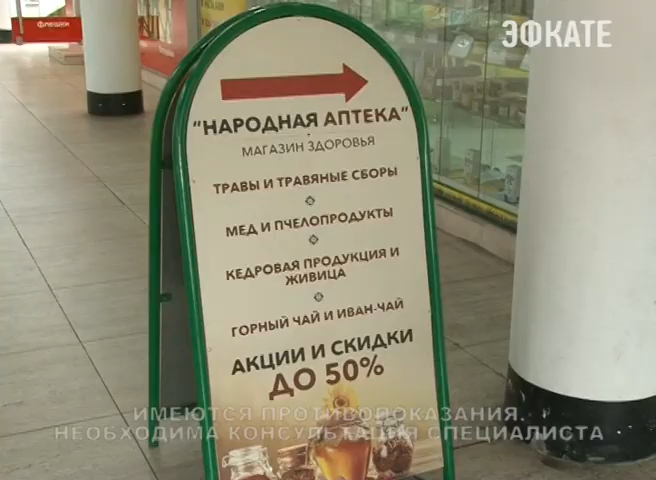 Флешки
ЭФКАТЕ
"НАРОДНАЯ АПТЕКА"
МАГАЗИН ЗДОРОВЬЯ
ТРАВЫ И ТРАВЯНЫЕ СБОРЫ
МЕД И ПЧЕЛОПРОДУКТЫ
КЕДРОВАЯ ПРОДУКЦИЯ И
ЖИВИЦА
ГОРНЫЙ ЧАЙ И ИВАН-ЧАЙ
АКЦИИ И СКИДКИ
ДО 50%
ИМЕЮТСЯ ПРОТИВОПОКАЗАНИЯ.
НЕОБХОДИМА КОНСУЛЬТАЦИЯ СПЕЦИАЛИСТА